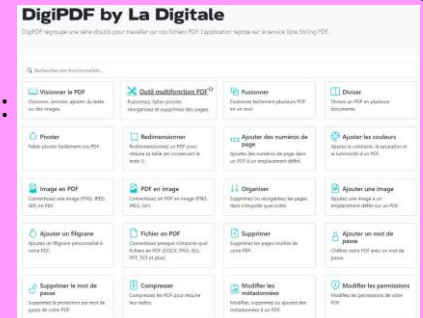 DigiPDF by La Digitale
DigiPDF regroupe une série d'outils pour travailler sur vos fichiers PDF. L'application repose sur le service libre Stirling PDF.
Rechercher des fonctionnalités...
:
Visionner le PDF
Visionner, annoter, ajouter du texte
ou des images.
Outil multifonction PDF
Fusionnez, faites pivoter,
réorganisez et supprimez des pages.
Fusionner
Fusionnez facilement plusieurs PDF
en un seul.
Diviser
Divisez un PDF en plusieurs
documents.
Pivoter
Faites pivoter facilement vos PDF.
Redimensionner
Redimensionnez un PDF pour
réduire sa taille (en conservant le
texte !).
123 Ajouter des numéros de
page
Ajoutez des numéros de page dans
un PDF à un emplacement défini.
Ajuster les couleurs
Ajustez le contraste, la saturation et
la luminosité d'un PDF.
Image en PDF
Convertissez une image (PNG, JPEG,
GIF) en PDF.
PDF en image
Convertissez un PDF en image (PNG,
JPEG, GIF).
Organiser
Supprimez ou réorganisez les pages
dans n'importe quel ordre.
Ajouter une image
Ajoutez une image à un
emplacement défini sur un PDF.
Ajouter un filigrane
Ajoutez un filigrane personnalisé à
votre PDF.
Fichier en PDF
Convertissez presque n'importe quel
fichiers en PDF (DOCX, PNG, XLS,
PPT, TXT et plus).
Supprimer
Supprimez les pages inutiles de
votre PDF.
Ajouter un mot de
passe
Chiffrez votre PDF avec un mot de
passe.
Supprimer le mot de
passe
Supprimez la protection par mot de
passe de votre PDF.
Compresser
Compressez les PDF pour réduire
leur tailles.
Modifier les
métadonnées
Modifiez, supprimez ou ajoutez des
métadonnées à un PDF.
Modifier les permissions
Modifiez les permissions de votre
PDF.